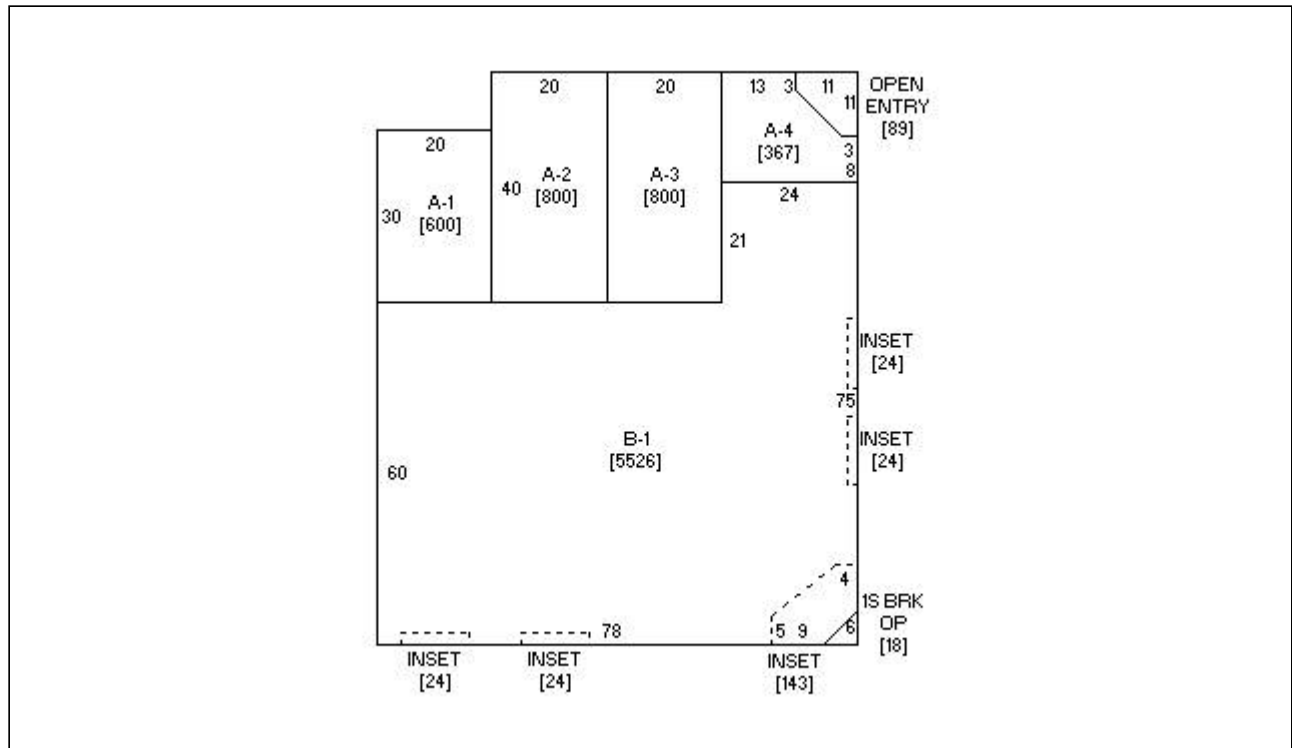 20
20
13
3
11
OPEN
ENTRY
[89]
11
20
A-4
[367]
3
8
40
A-2
[800]
A-3
[800]
24
30
A-1
[600]
21
INSET
[24]
75
B-1
[5526]
INSET
[24]
60
4
1S BRK
OP
[18]
78
5
9
6
INSET
[24]
INSET
[24]
INSET
[143]